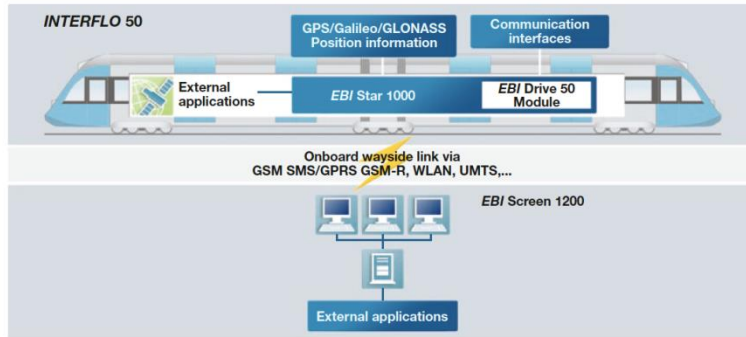 INTERFLO 50
GPS/Galileo/GLONASS
Position information
Communication
interfaces
External
applications
EBI Star 1000
EBI Drive 50
Module
Onboard wayside link via
GSM SMS/GPRS GSM-R, WLAN, UMTS,...
EBI Screen 1200
External applications